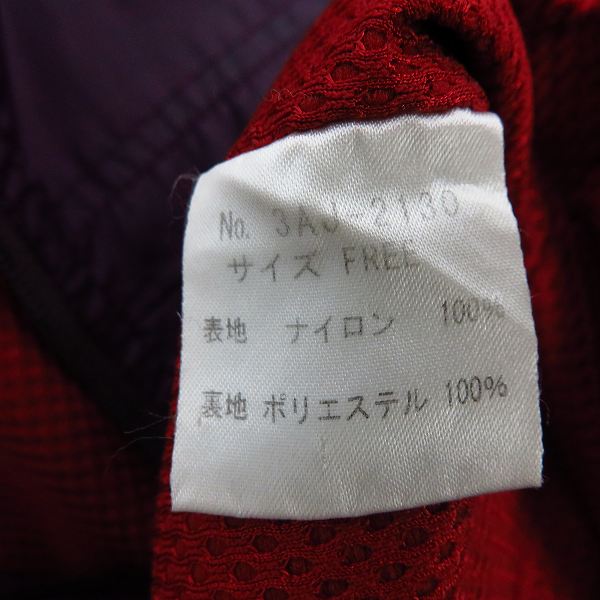 No. 3AJ-2130
サイズ FREE
表地 ナイロン 100%
裏地 ポリエステル 100%